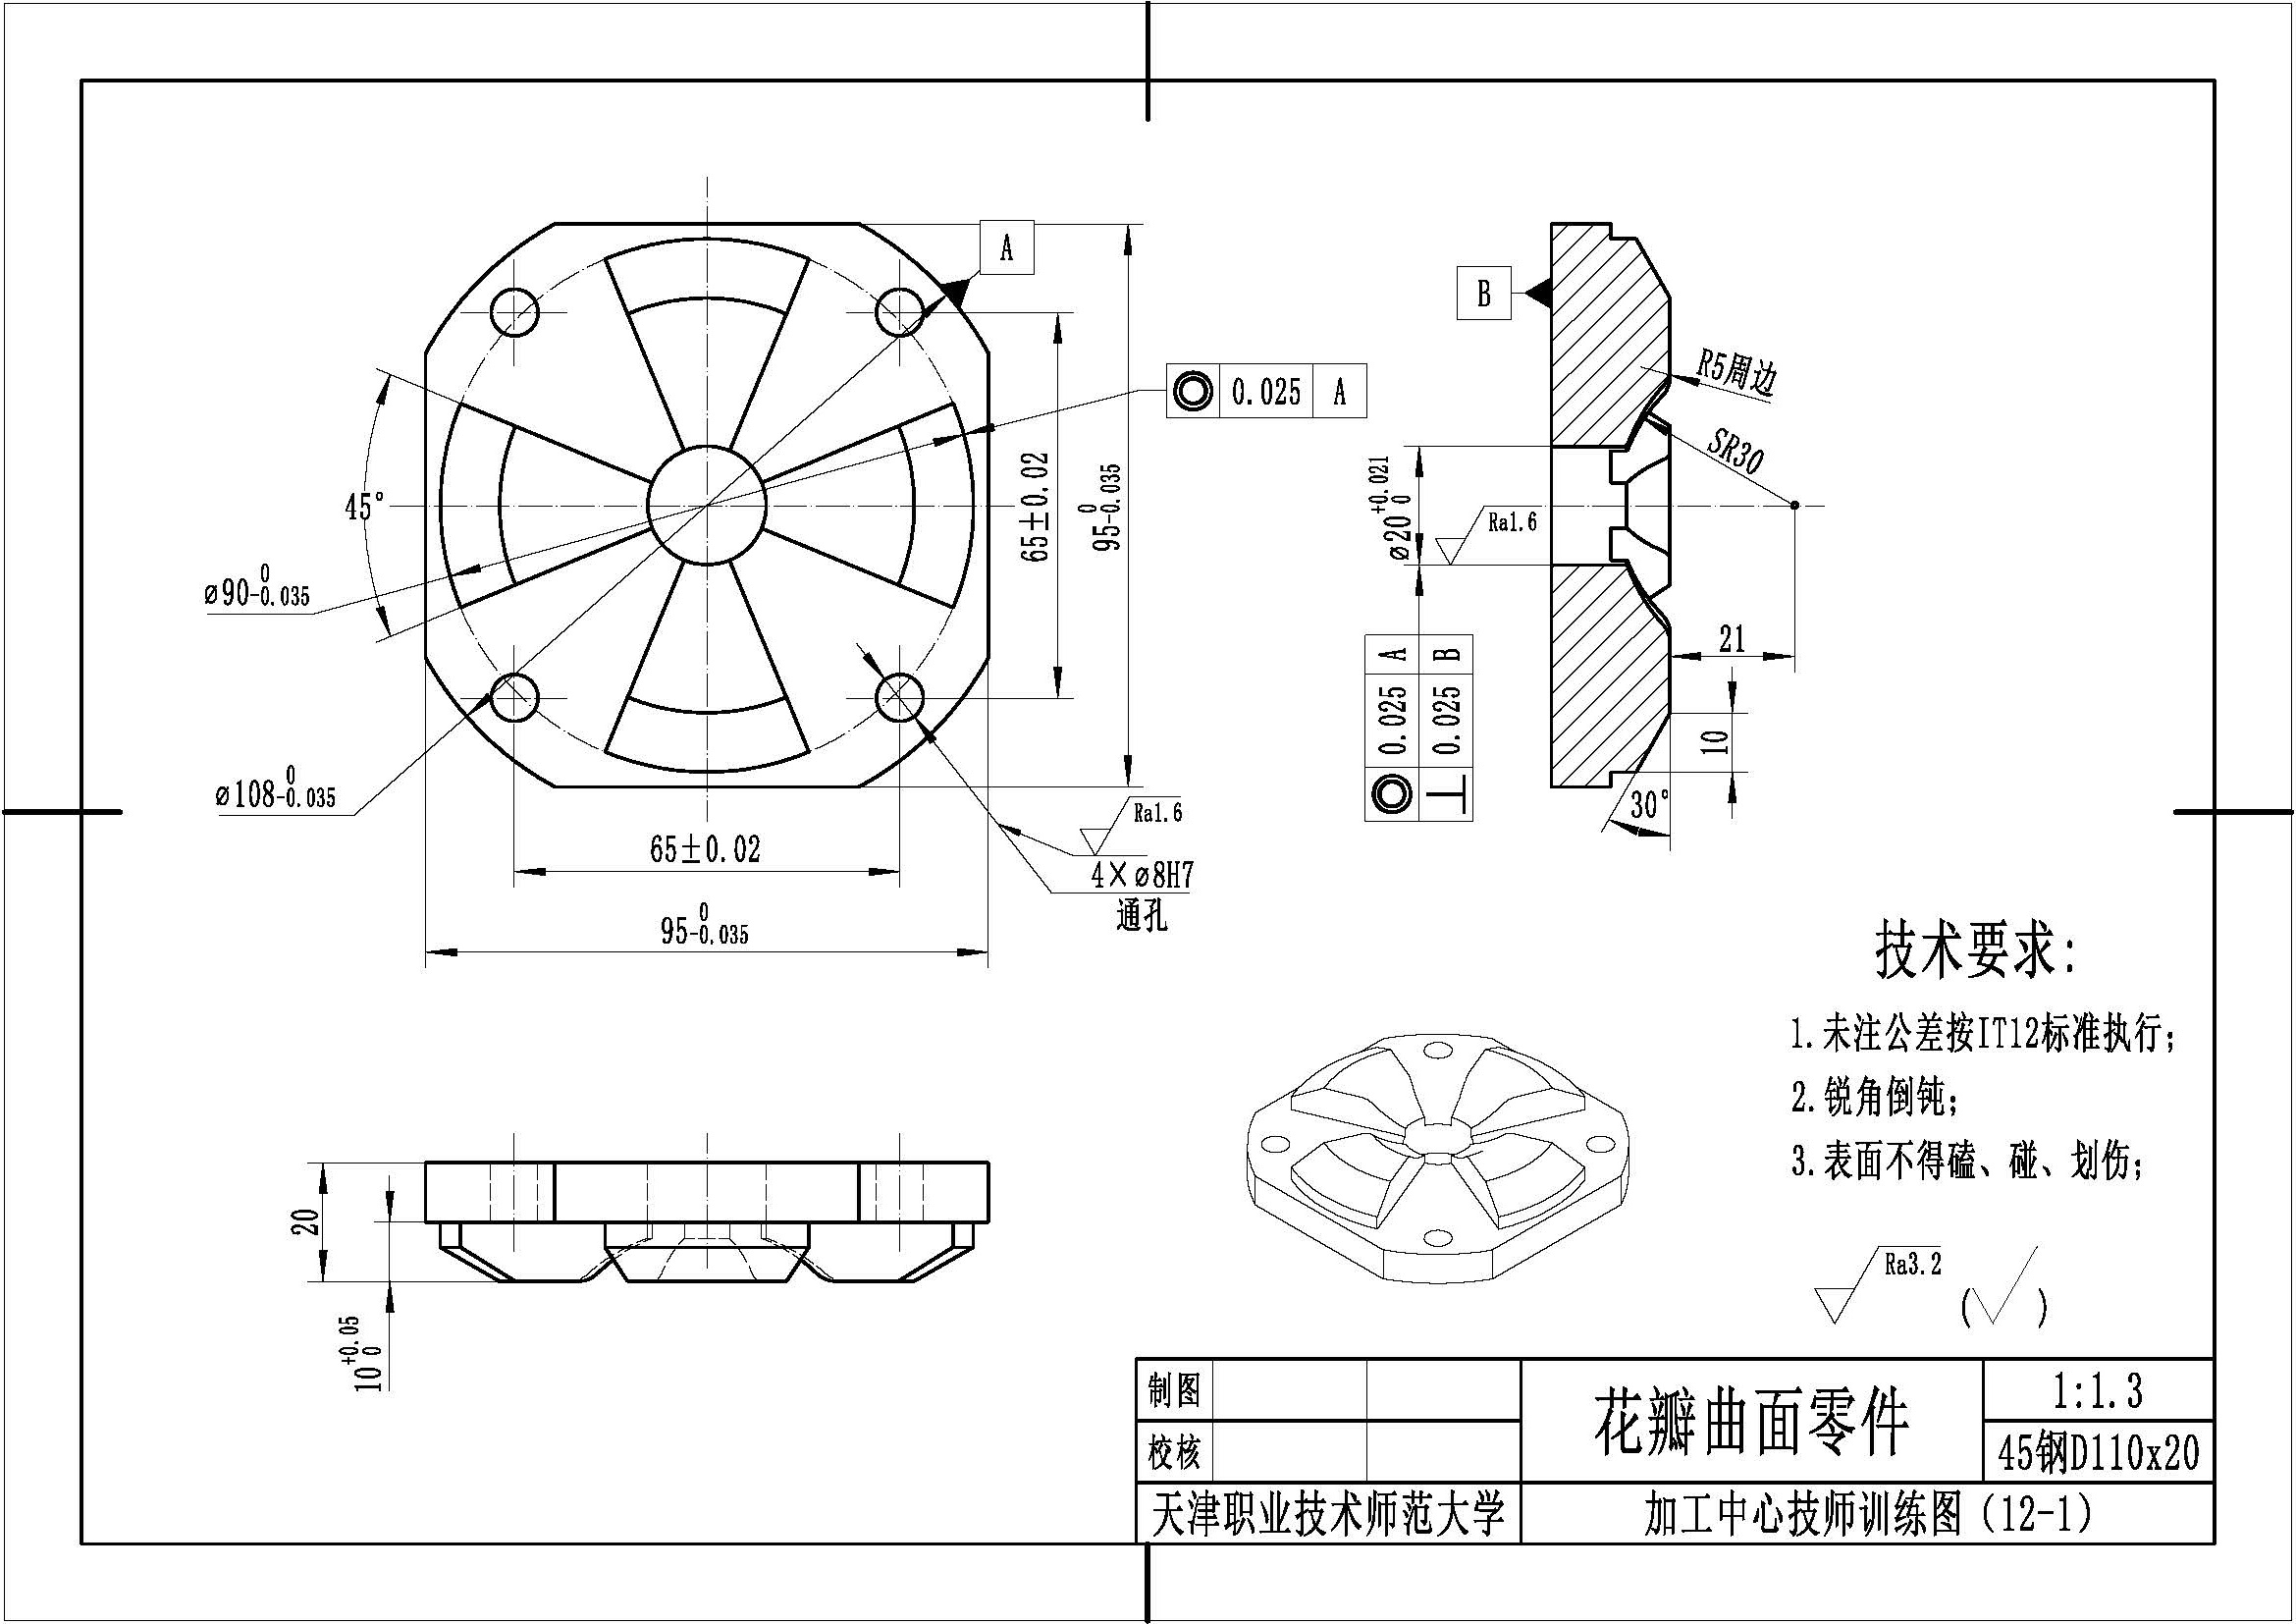 A
45°
⌀90 0 -0.035
⌀108 0 -0.035
◎ 0.025 A
65±0.02
95 0 -0.035
65±0.02
95 0 -0.035
Ra1.6
4×⌀8H7
通孔
B
R5周边
SR30
⌀20 +0.021 0
Ra1.6
◎ 0.025 A
⊥ 0.025 B
21
10
30°
20
10 +0.05 0
技术要求:
1.未注公差按IT12标准执行;
2.锐角倒钝;
3.表面不得磕、碰、划伤;
Ra3.2
( )
制图
校核
花瓣曲面零件
1:1.3
45钢D110x20
天津职业技术师范大学
加工中心技师训练图(12-1)